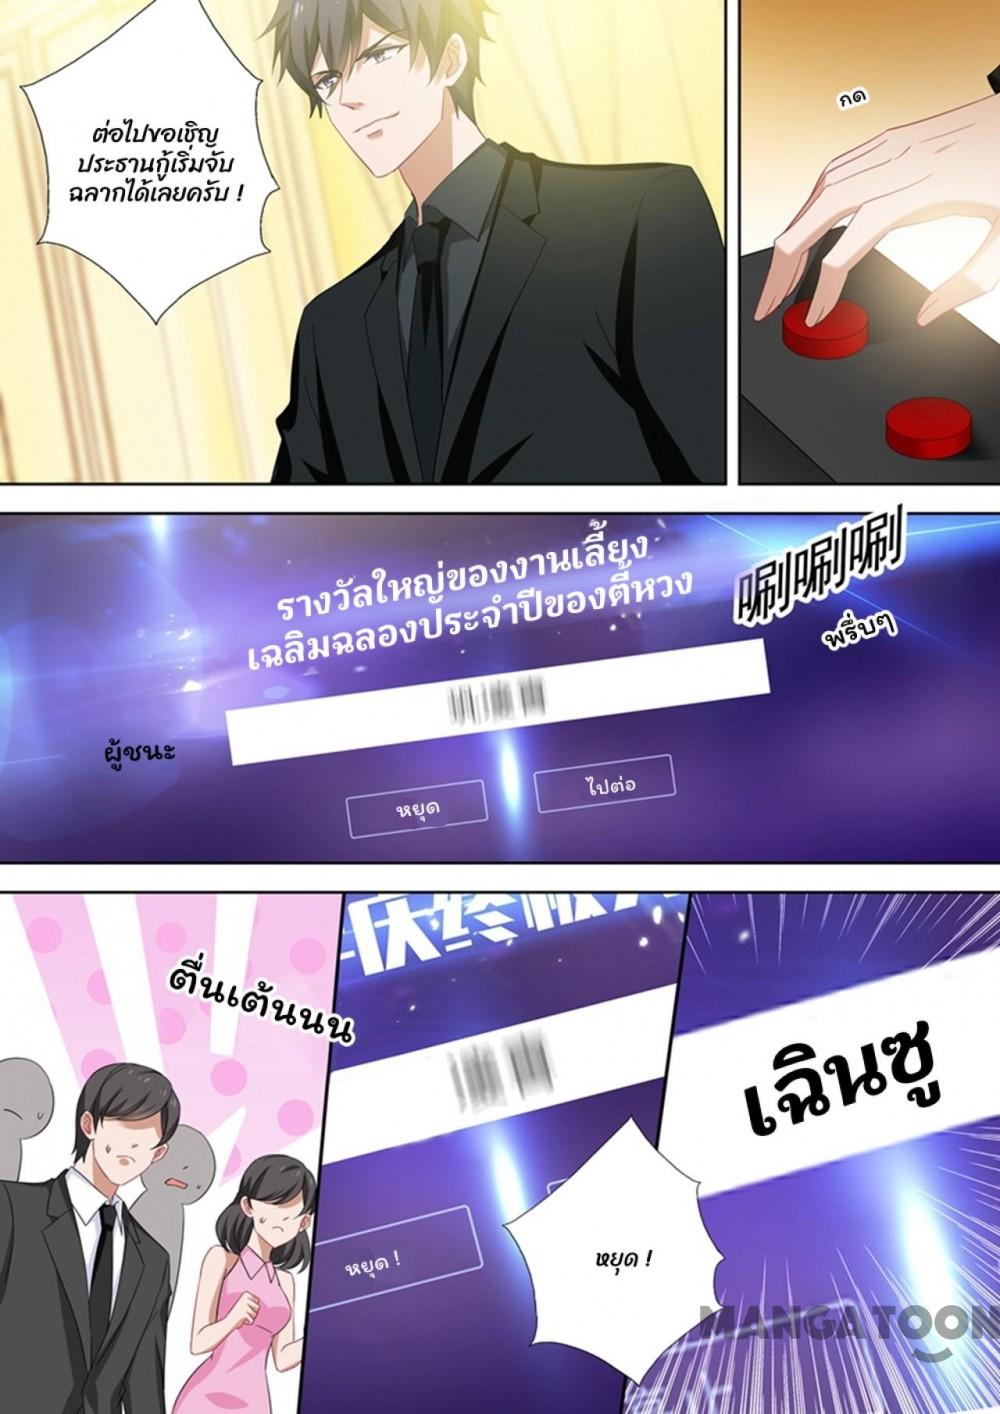 ต่อไปขอเชิญ
ประธานกู้เริ่มจับ
ฉลากได้เลยครับ !
กด
รางวัลใหญ่ของงานเลี้ยง
เฉลิมฉลองประจำปีของตี้หวง
唰唰唰
พรึ่บๆ
ผู้ชนะ
หยุด
ไปต่อ
ตื่นเต้นนน
庆终极大
หยุด !
หยุด !
เฉินซู
MANGATOON